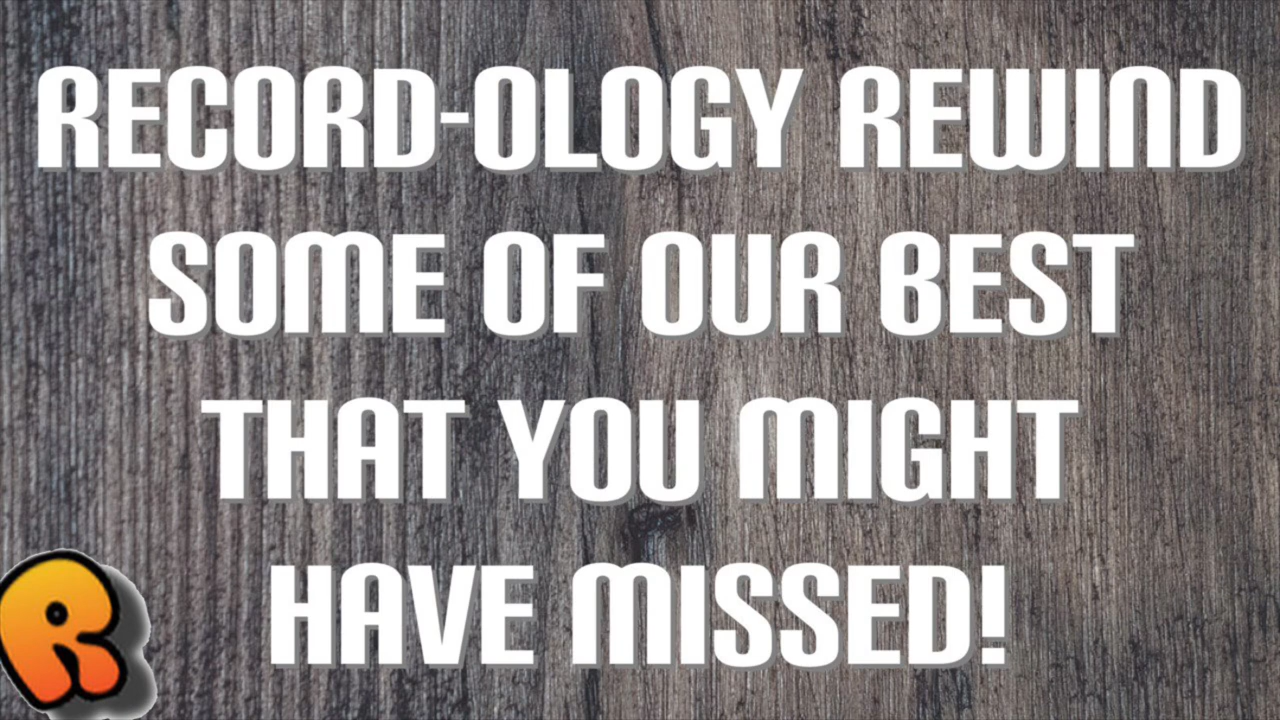 RECORD-OLOGY REWIND
SOME OF OUR BEST
THAT YOU MIGHT
HAVE MISSED!
R